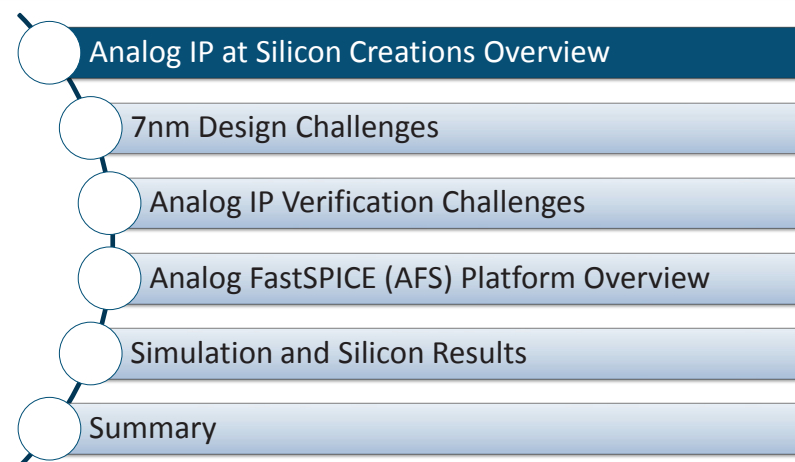 Analog IP at Silicon Creations Overview
7nm Design Challenges
Analog IP Verification Challenges
Analog FastSPICE (AFS) Platform Overview
Simulation and Silicon Results
Summary